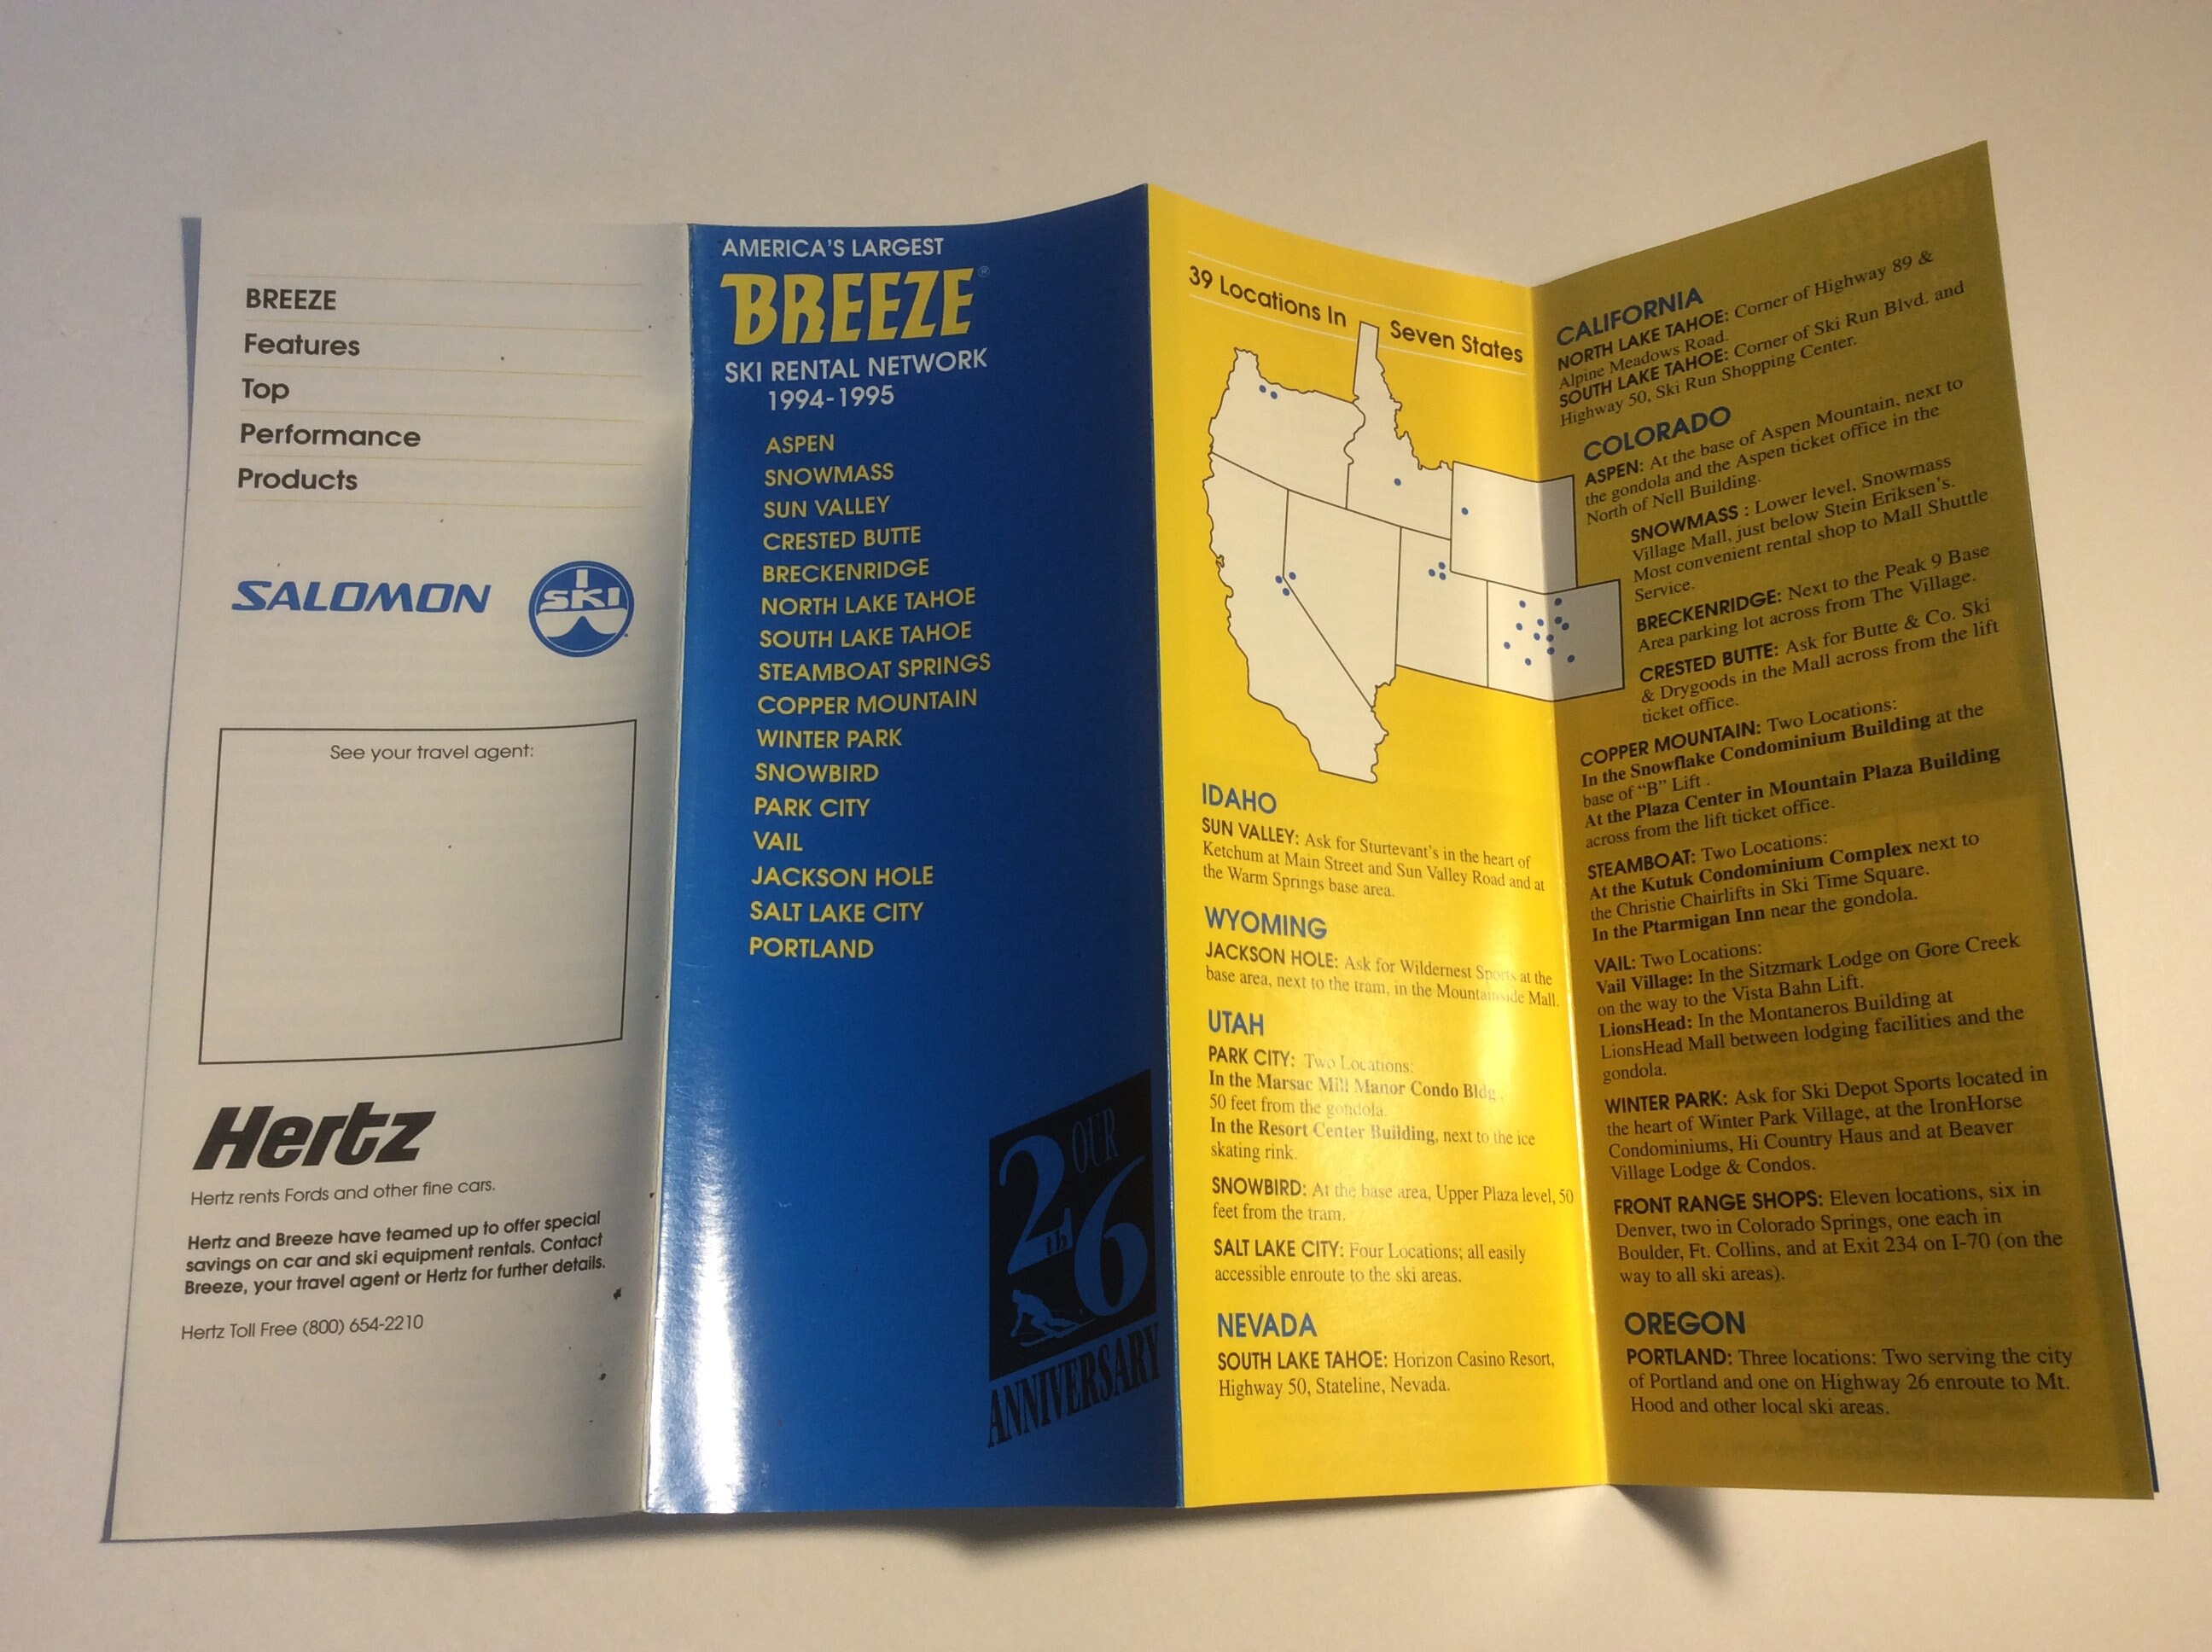 BREEZE
Features
Top
Performance
Products
SALOMON
SKI
See your travel agent:
Hertz
Hertz rents Fords and other fine cars.
Hertz and Breeze have teamed up to offer special
savings on car and ski equipment rentals. Contact
Breeze, your travel agent or Hertz for further details.
Hertz Toll Free (800) 654-2210
AMERICA'S LARGEST
BREEZE®
SKI RENTAL NETWORK
1994-1995
ASPEN
SNOWMASS
SUN VALLEY
CRESTED BUTTE
BRECKENRIDGE
NORTH LAKE TAHOE
SOUTH LAKE TAHOE
STEAMBOAT SPRINGS
COPPER MOUNTAIN
WINTER PARK
SNOWBIRD
PARK CITY
VAIL
JACKSON HOLE
SALT LAKE CITY
PORTLAND
OUR
26th
ANNIVERSARY
39 Locations In Seven States
IDAHO
SUN VALLEY: Ask for Sturtevant's in the heart of
Ketchum at Main Street and Sun Valley Road and at
the Warm Springs base area.
WYOMING
JACKSON HOLE: Ask for Wildernest Sports at the
base area, next to the tram, in the Mountainside Mall.
UTAH
PARK CITY: Two Locations:
In the Marsac Mill Manor Condo Bldg.,
50 feet from the gondola.
In the Resort Center Building, next to the ice
skating rink.
SNOWBIRD: At the base area, Upper Plaza level, 50
feet from the tram.
SALT LAKE CITY: Four Locations; all easily
accessible enroute to the ski areas.
NEVADA
SOUTH LAKE TAHOE: Horizon Casino Resort,
Highway 50, Stateline, Nevada.
CALIFORNIA
NORTH LAKE TAHOE: Corner of Highway 89 &
Alpine Meadows Road.
SOUTH LAKE TAHOE: Corner of Ski Run Blvd. and
Highway 50, Ski Run Shopping Center.
COLORADO
ASPEN: At the base of Aspen Mountain, next to
the gondola and the Aspen ticket office in the
North of Nell Building.
SNOWMASS : Lower level, Snowmass
Village Mall, just below Stein Eriksen's.
Most convenient rental shop to Mall Shuttle
Service.
BRECKENRIDGE: Next to the Peak 9 Base
Area parking lot across from The Village.
CRESTED BUTTE: Ask for Butte & Co. Ski
& Drygoods in the Mall across from the lift
ticket office.
COPPER MOUNTAIN: Two Locations:
In the Snowflake Condominium Building at the
base of "B" Lift .
At the Plaza Center in Mountain Plaza Building
across from the lift ticket office.
STEAMBOAT: Two Locations:
At the Kutuk Condominium Complex next to
the Christie Chairlifts in Ski Time Square.
In the Ptarmigan Inn near the gondola.
VAIL: Two Locations:
Vail Village: In the Sitzmark Lodge on Gore Creek
on the way to the Vista Bahn Lift.
LionsHead: In the Montaneros Building at
LionsHead Mall between lodging facilities and the
gondola.
WINTER PARK: Ask for Ski Depot Sports located in
the heart of Winter Park Village, at the IronHorse
Condominiums, Hi Country Haus and at Beaver
Village Lodge & Condos.
FRONT RANGE SHOPS: Eleven locations, six in
Denver, two in Colorado Springs, one each in
Boulder, Ft. Collins, and at Exit 234 on I-70 (on the
way to all ski areas).
OREGON
PORTLAND: Three locations: Two serving the city
of Portland and one on Highway 26 enroute to Mt.
Hood and other local ski areas.